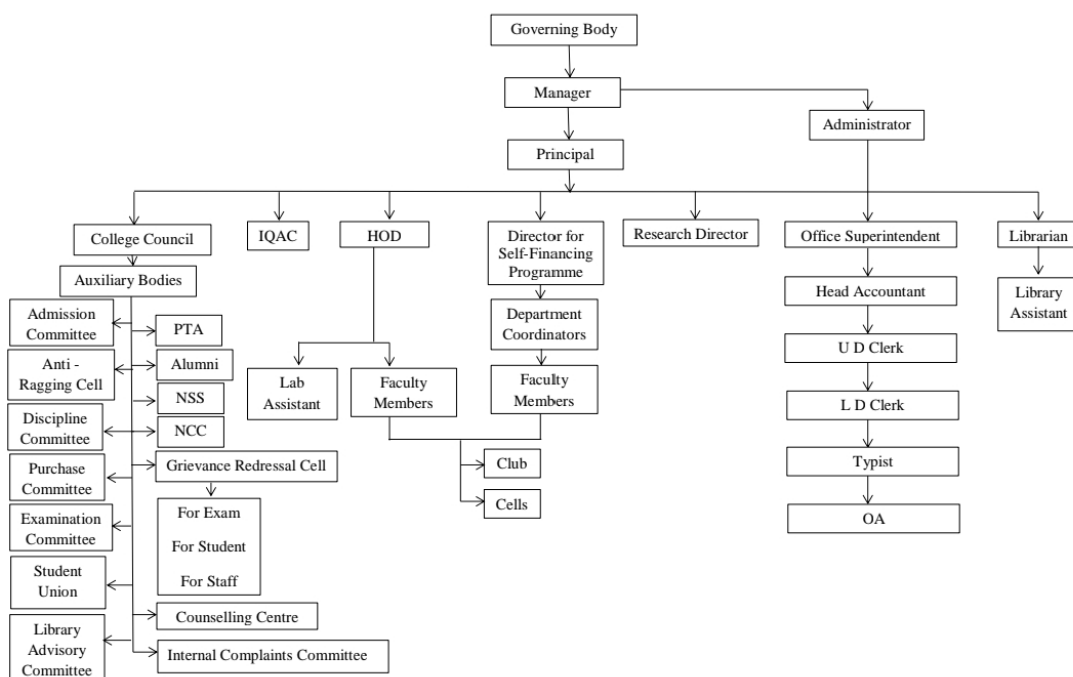 Governing Body
Manager
Administrator
Principal
College Council
IQAC
HOD
Director for
Self-Financing
Programme
Research Director
Office Superintendent
Librarian
Auxiliary Bodies
Admission
Committee
Anti -
Ragging Cell
Discipline
Committee
Purchase
Committee
Examination
Committee
Student
Union
Library
Advisory
Committee
PTA
Alumni
NSS
NCC
Grievance Redressal Cell
For Exam
For Student
For Staff
Counselling Centre
Internal Complaints Committee
Lab
Assistant
Faculty
Members
Department
Coordinators
Faculty
Members
Club
Cells
Head Accountant
U D Clerk
L D Clerk
Typist
OA
Library
Assistant